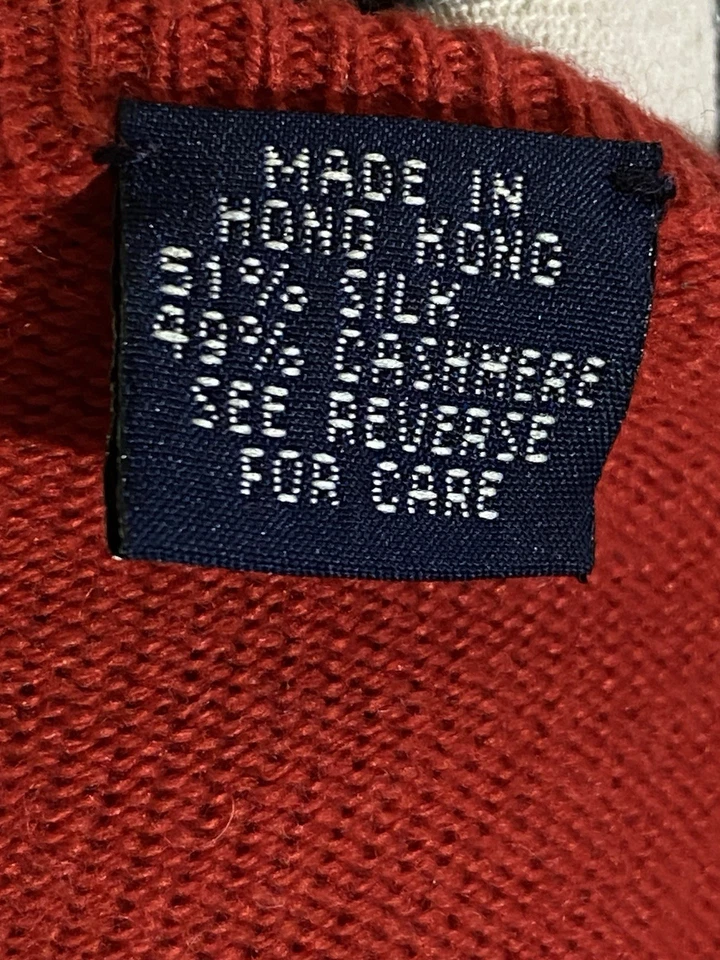 MADE IN
HONG KONG
51% SILK
49% CASHMERE
SEE REVERSE
FOR CARE